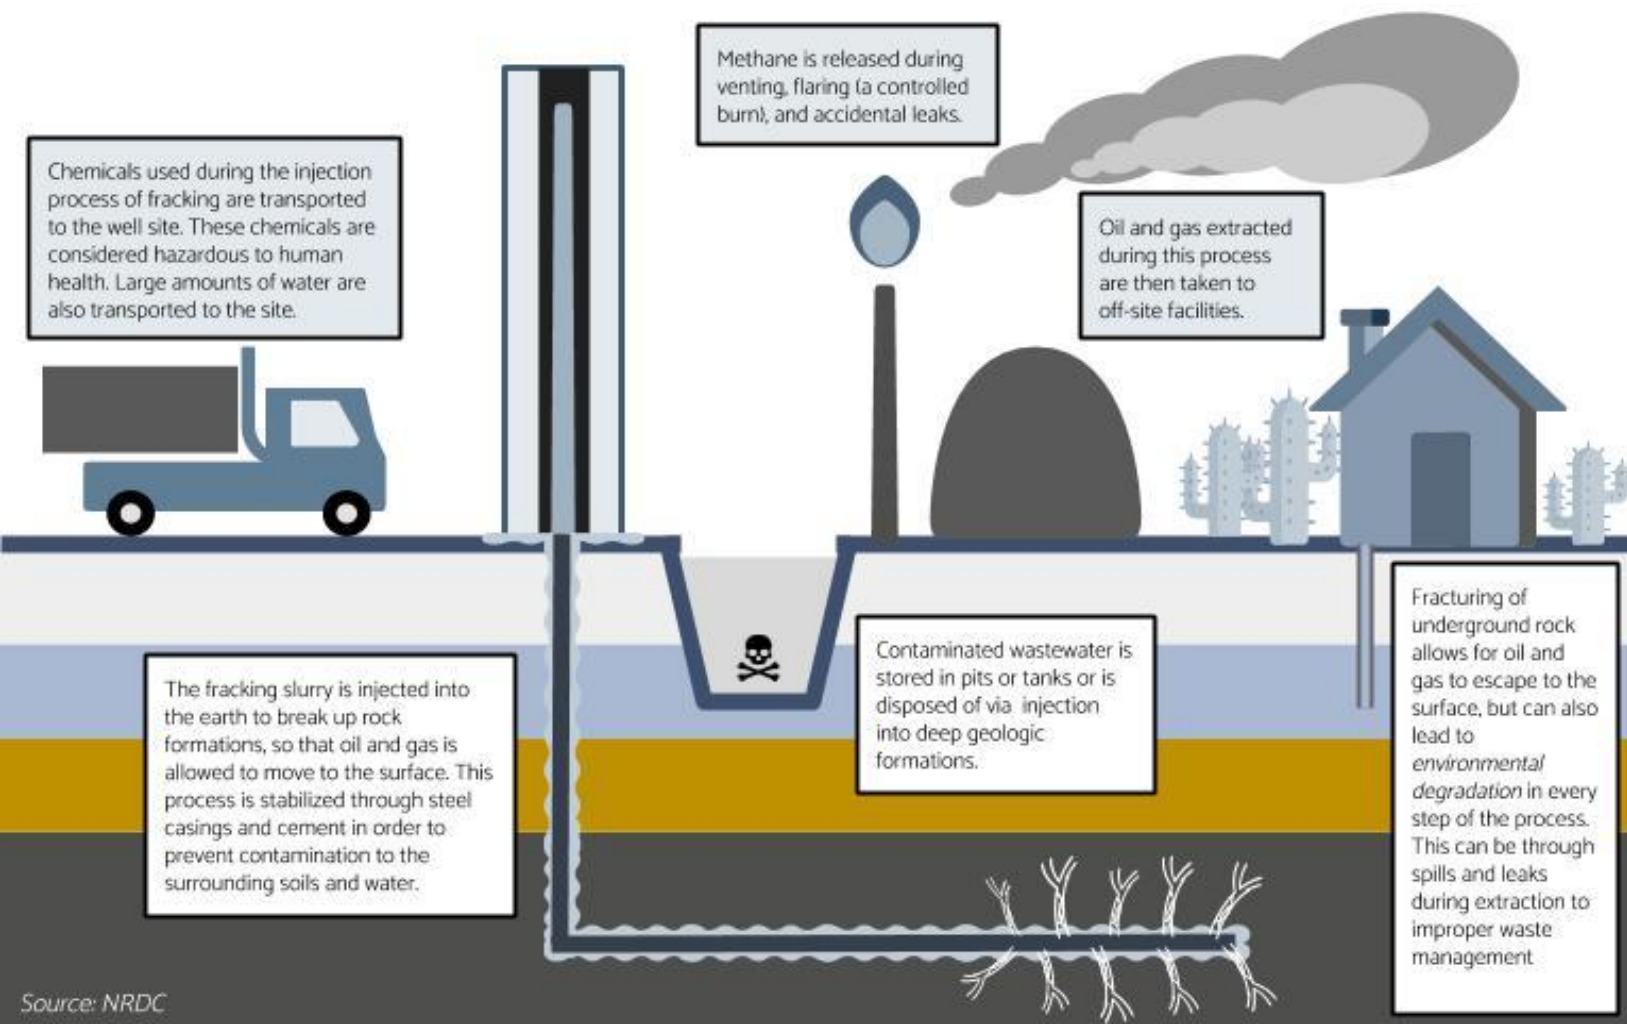 Methane is released during
venting, flaring (a controlled
burn), and accidental leaks.
Chemicals used during the injection
process of fracking are transported
to the well site. These chemicals are
considered hazardous to human
health. Large amounts of water are
also transported to the site.
Oil and gas extracted
during this process
are then taken to
off-site facilities.
The fracking slurry is injected into
the earth to break up rock
formations, so that oil and gas is
allowed to move to the surface. This
process is stabilized through steel
casings and cement in order to
prevent contamination to the
surrounding soils and water.
Contaminated wastewater is
stored in pits or tanks or is
disposed of via injection
into deep geologic
formations.
Fracturing of
underground rock
allows for oil and
gas to escape to the
surface, but can also
lead to
environmental
degradation in every
step of the process.
This can be through
spills and leaks
during extraction to
improper waste
management
Source: NRDC